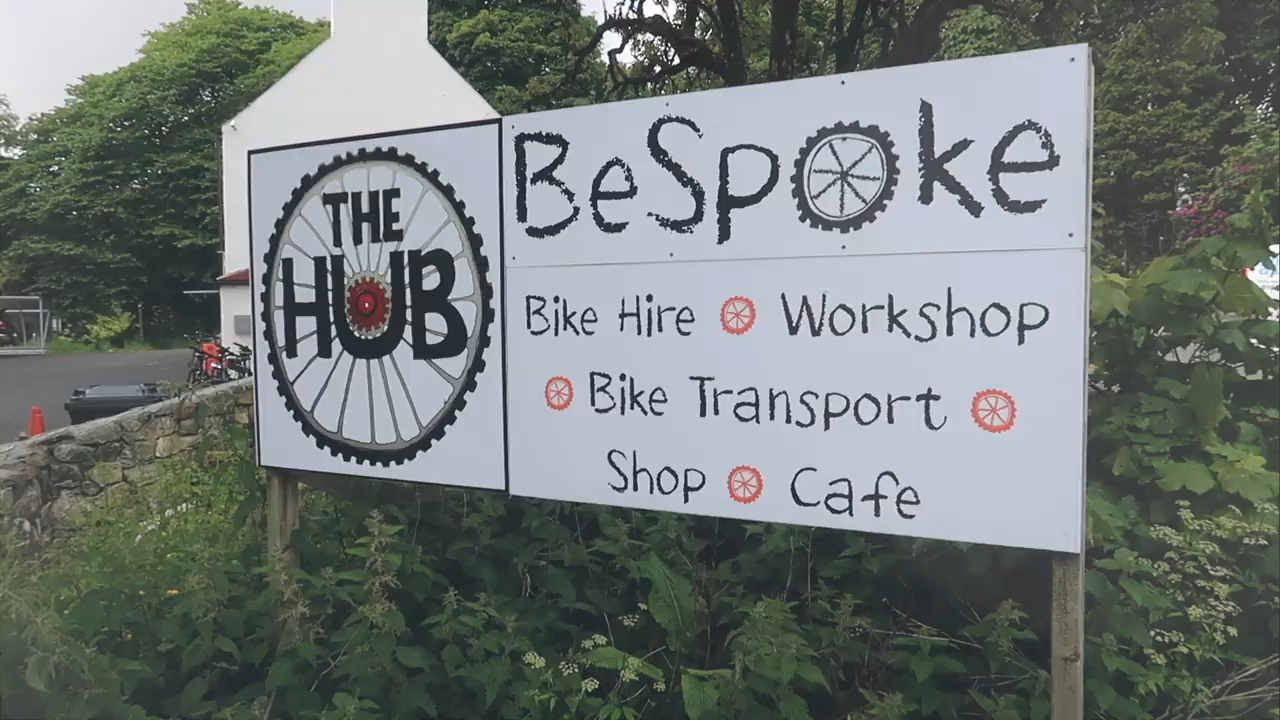 THE
HUB
BeSpoke
Bike Hire Workshop
Bike Transport
Shop Cafe